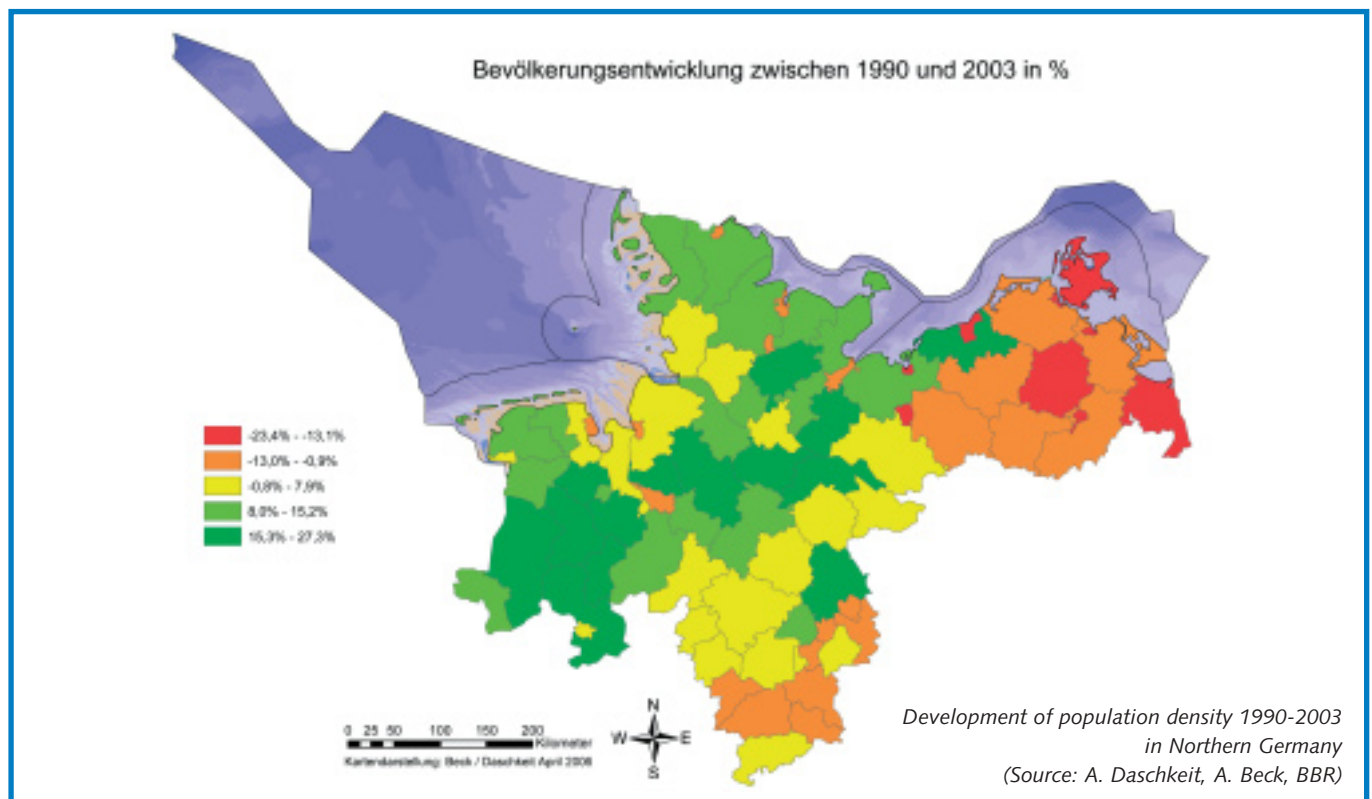 Bevölkerungsentwicklung zwischen 1990 und 2003 in %
-23,4% - -13,1%
-13,0% - -0,9%
-0,8% - 7,9%
8,0% - 15,2%
15,3% - 27,3%
0 25 50 100 150 200
Kilometer
Kartendarstellung: Beck / Daschkeit April 2006
N
W E
S
Development of population density 1990-2003
in Northern Germany
(Source: A. Daschkeit, A. Beck, BBR)